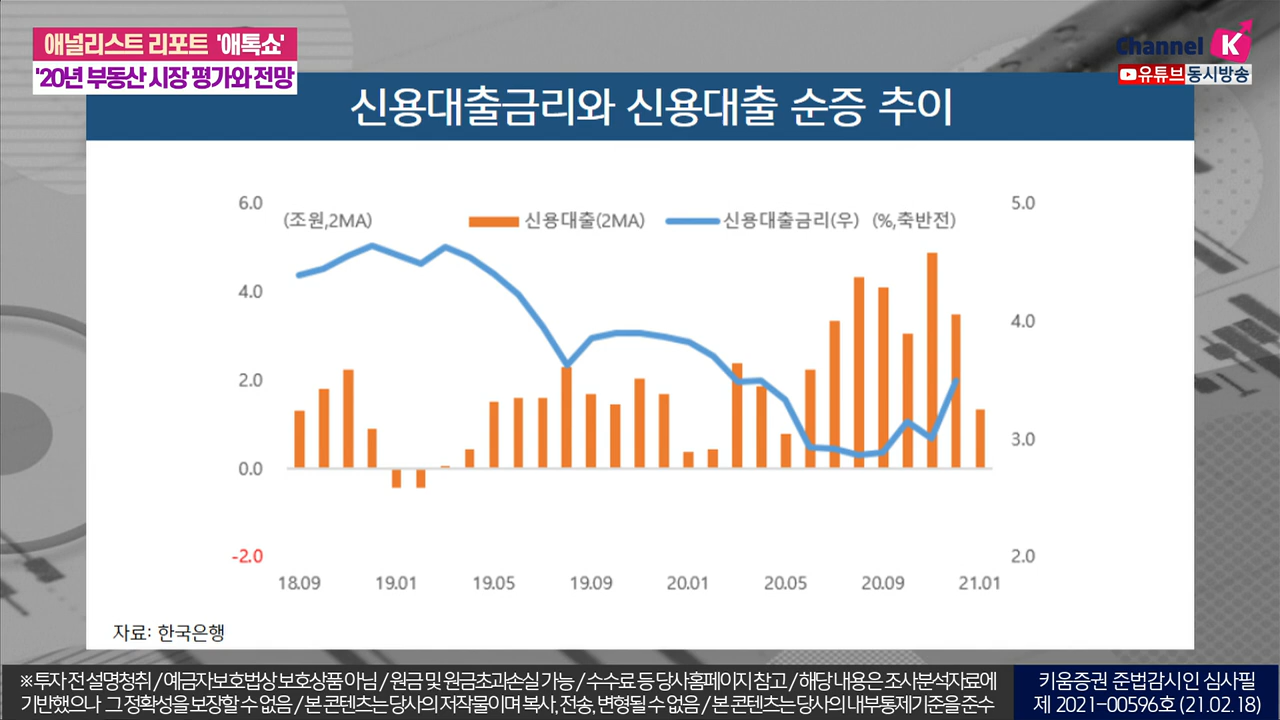 애널리스트 리포트 '애톡쇼'
'20년 부동산 시장 평가와 전망
Channel K
유튜브동시방송
신용대출금리와 신용대출 순증 추이
6.0
5.0
(조원,2MA)
신용대출(2MA)
신용대출금리(우) (%,축반전)
4.0
4.0
2.0
3.0
0.0
-2.0
2.0
18.09 19.01 19.05 19.09 20.01 20.05 20.09 21.01
자료: 한국은행
※ 투자 전 설명청취 / 예금자보호법상 보호상품 아님 / 원금 및 원금초과손실 가능 / 수수료 등 당사홈페이지 참고 / 해당 내용은 조사분석자료에
기반했으나 그 정확성을 보장할 수 없음 / 본 콘텐츠는 당사의 저작물이며 복사, 전송, 변형될 수 없음 / 본 콘텐츠는 당사의 내부통제기준을 준수
키움증권 준법감시인 심사필
제 2021-00596호 (21.02.18)